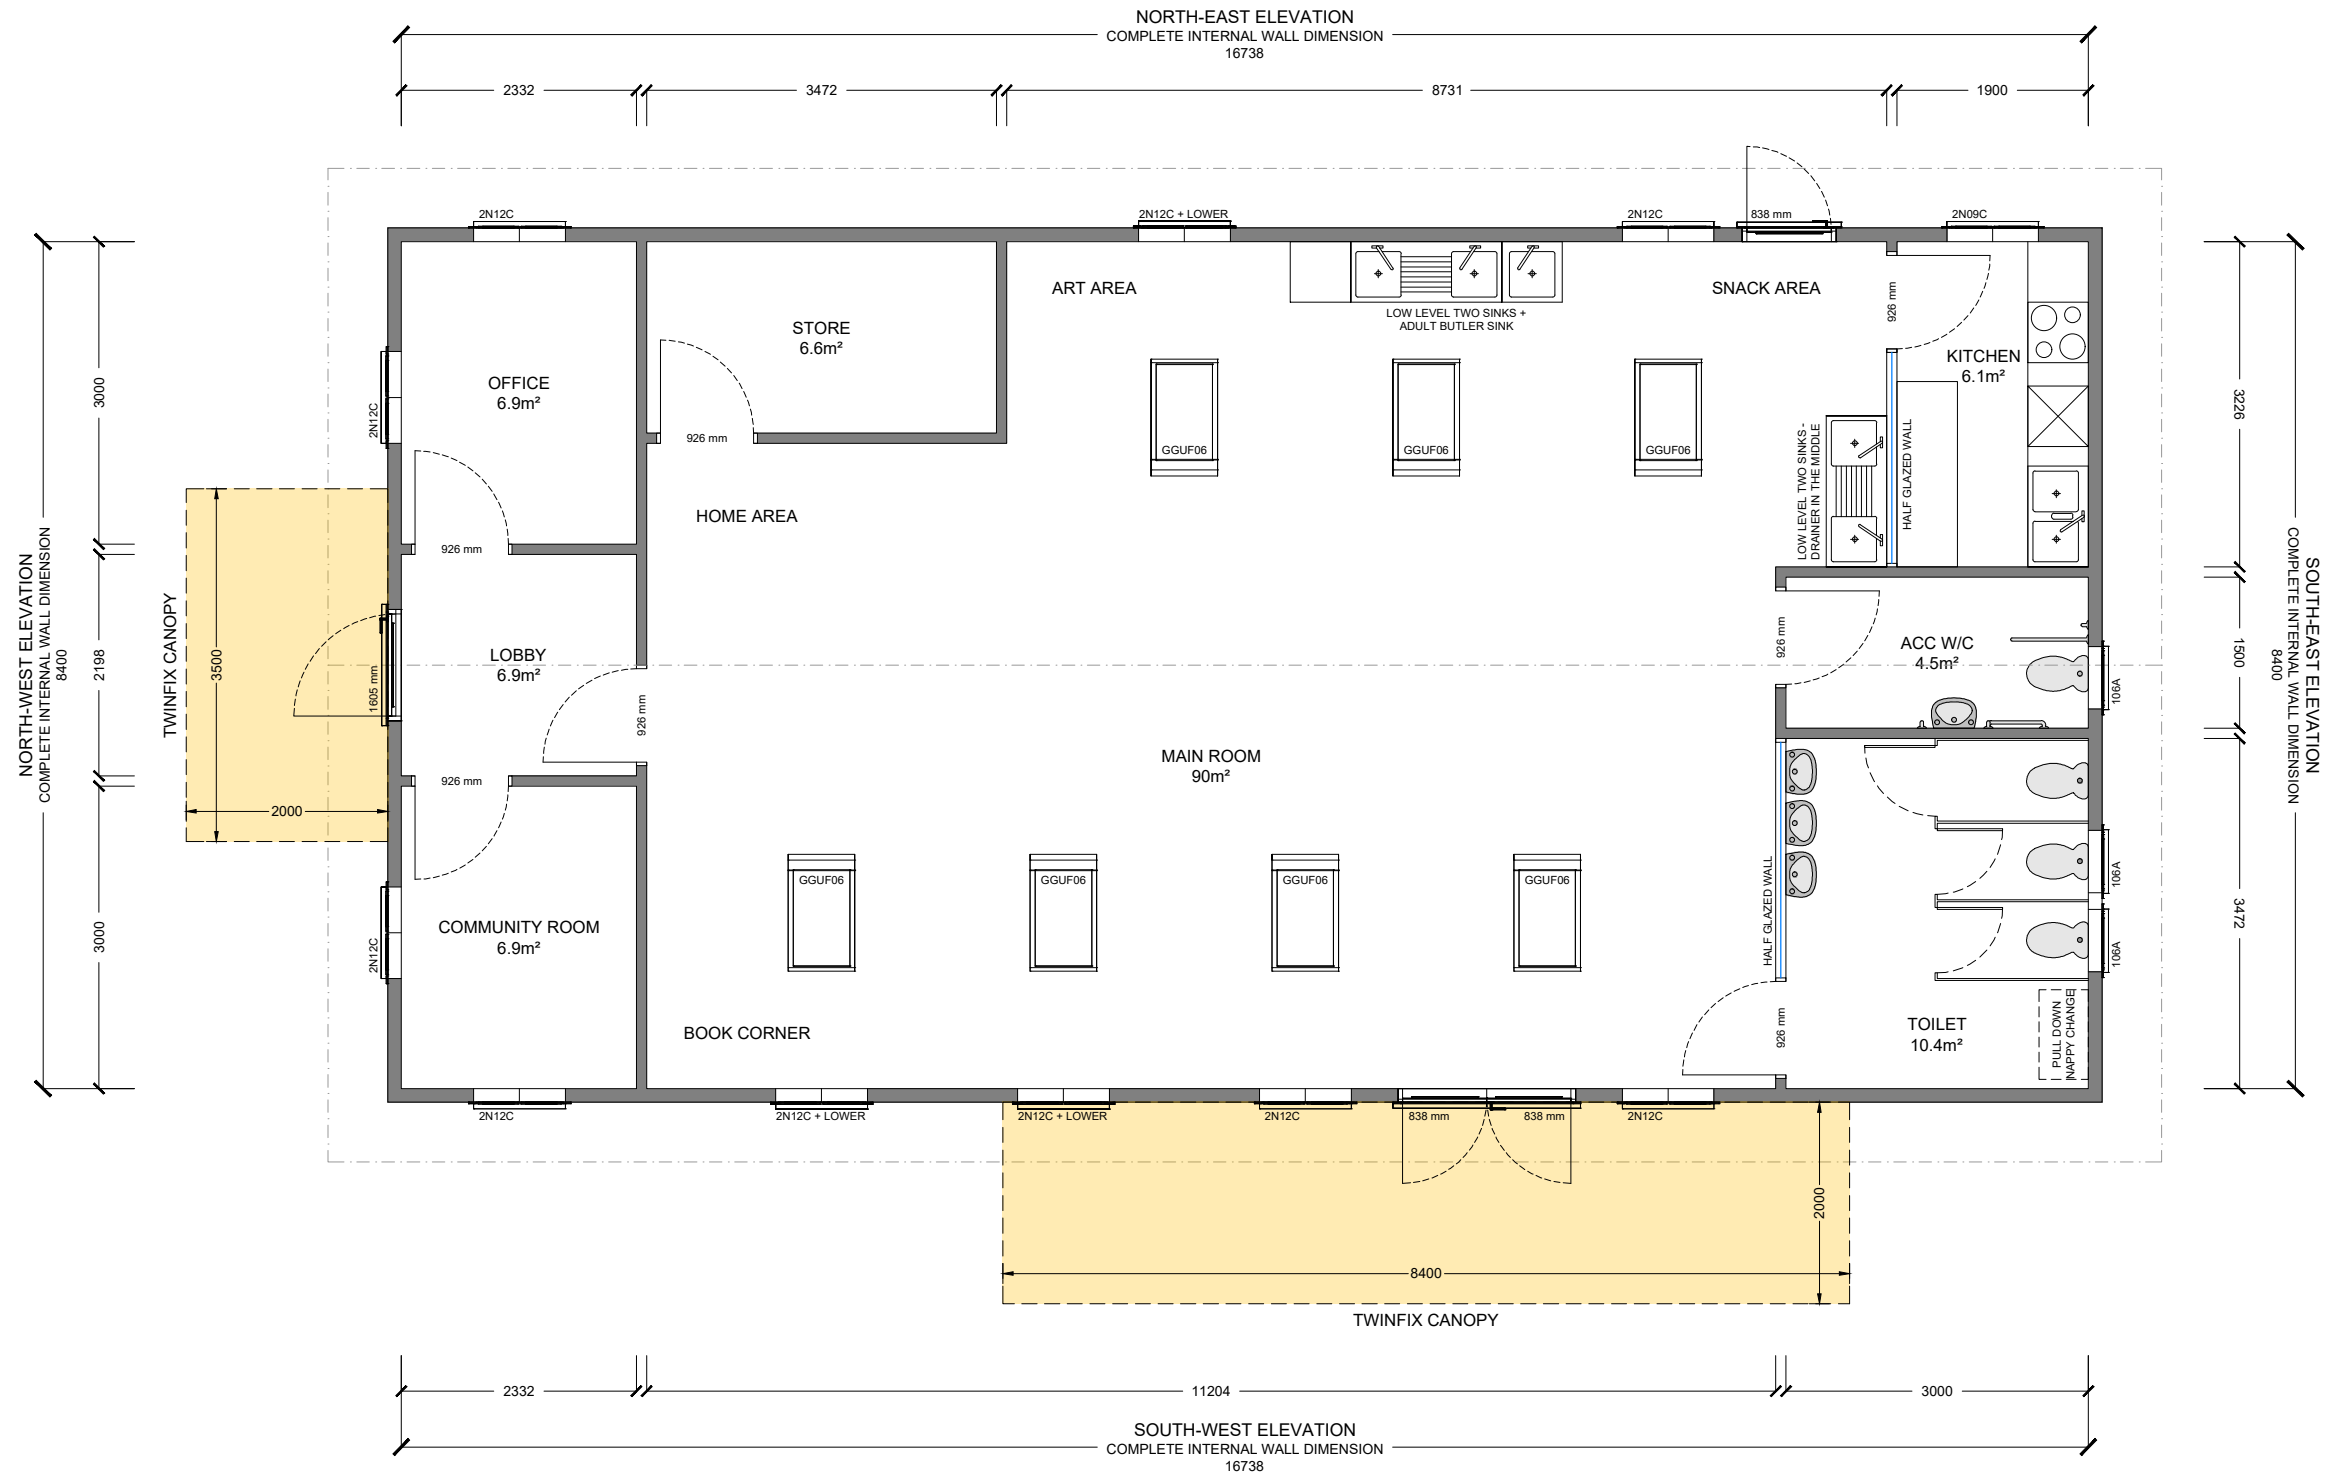 NORTH-EAST ELEVATION
COMPLETE INTERNAL WALL DIMENSION
16738
2332
3472
8731
1900
2N12C
2N12C + LOWER
2N12C
838 mm
2N09C
NORTH-WEST ELEVATION
COMPLETE INTERNAL WALL DIMENSION
8400
3000
2198
3000
TWINFIX CANOPY
3500
2000
2N12C
1605 mm
2N12C
OFFICE
6.9m²
926 mm
STORE
6.6m²
926 mm
ART AREA
LOW LEVEL TWO SINKS +
ADULT BUTLER SINK
SNACK AREA
926 mm
KITCHEN
6.1m²
GGUF06
GGUF06
GGUF06
LOW LEVEL TWO SINKS -
DRAINER IN THE MIDDLE
HALF GLAZED WALL
HOME AREA
LOBBY
6.9m²
926 mm
926 mm
926 mm
ACC W/C
4.5m²
106A
MAIN ROOM
90m²
COMMUNITY ROOM
6.9m²
GGUF06
GGUF06
GGUF06
GGUF06
HALF GLAZED WALL
106A
106A
BOOK CORNER
926 mm
TOILET
10.4m²
PULL DOWN
NAPPY CHANGE
2N12C
2N12C + LOWER
2N12C + LOWER
2N12C
838 mm
838 mm
2N12C
3226
1500
3472
SOUTH-EAST ELEVATION
COMPLETE INTERNAL WALL DIMENSION
8400
2000
8400
TWINFIX CANOPY
2332
11204
3000
SOUTH-WEST ELEVATION
COMPLETE INTERNAL WALL DIMENSION
16738